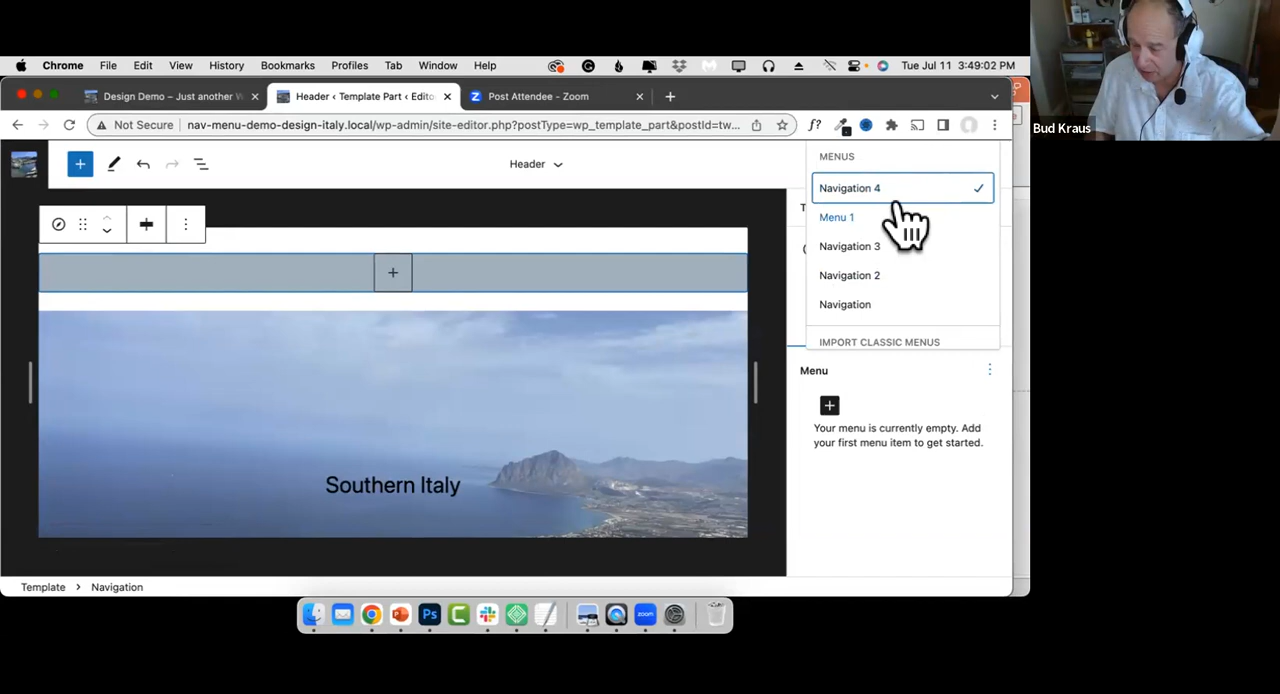 Chrome File Edit View History Bookmarks Profiles Tab Window Help Tue Jul 11 3:49:02 PM
Design Demo – Just another W
Header ‹ Template Part ‹ Edito
Post Attendee - Zoom
Not Secure nav-menu-demo-design-italy.local/wp-admin/site-editor.php?postType=wp_template_part&postId=tw...
f?
Bud Kraus
Header
MENUS
Navigation 4
Menu 1
Navigation 3
Navigation 2
Navigation
IMPORT CLASSIC MENUS
Menu
Your menu is currently empty. Add
your first menu item to get started.
Southern Italy
Template › Navigation
Ps
zoom